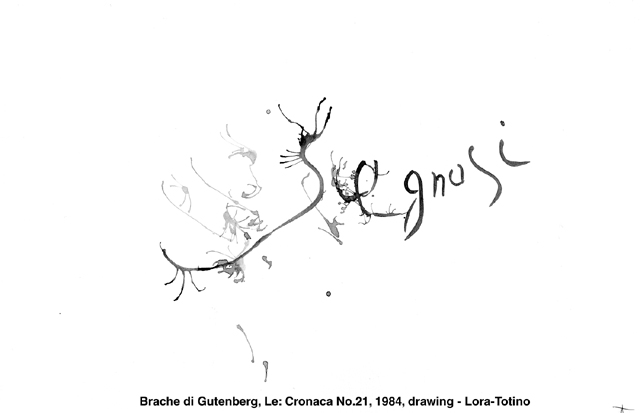 Segnosi
Brache di Gutenberg, Le: Cronaca No.21, 1984, drawing - Lora-Totino